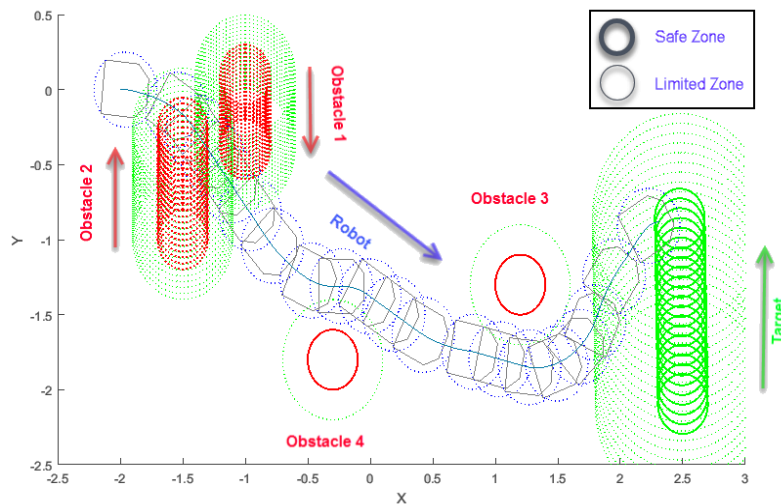 0.5
0
-0.5
-1
-1.5
-2
-2.5
Y
-2.5
-2
-1.5
-1
-0.5
0
0.5
1
1.5
2
2.5
3
X
Safe Zone
Limited Zone
Obstacle 1
Obstacle 2
Robot
Obstacle 3
Obstacle 4
Target